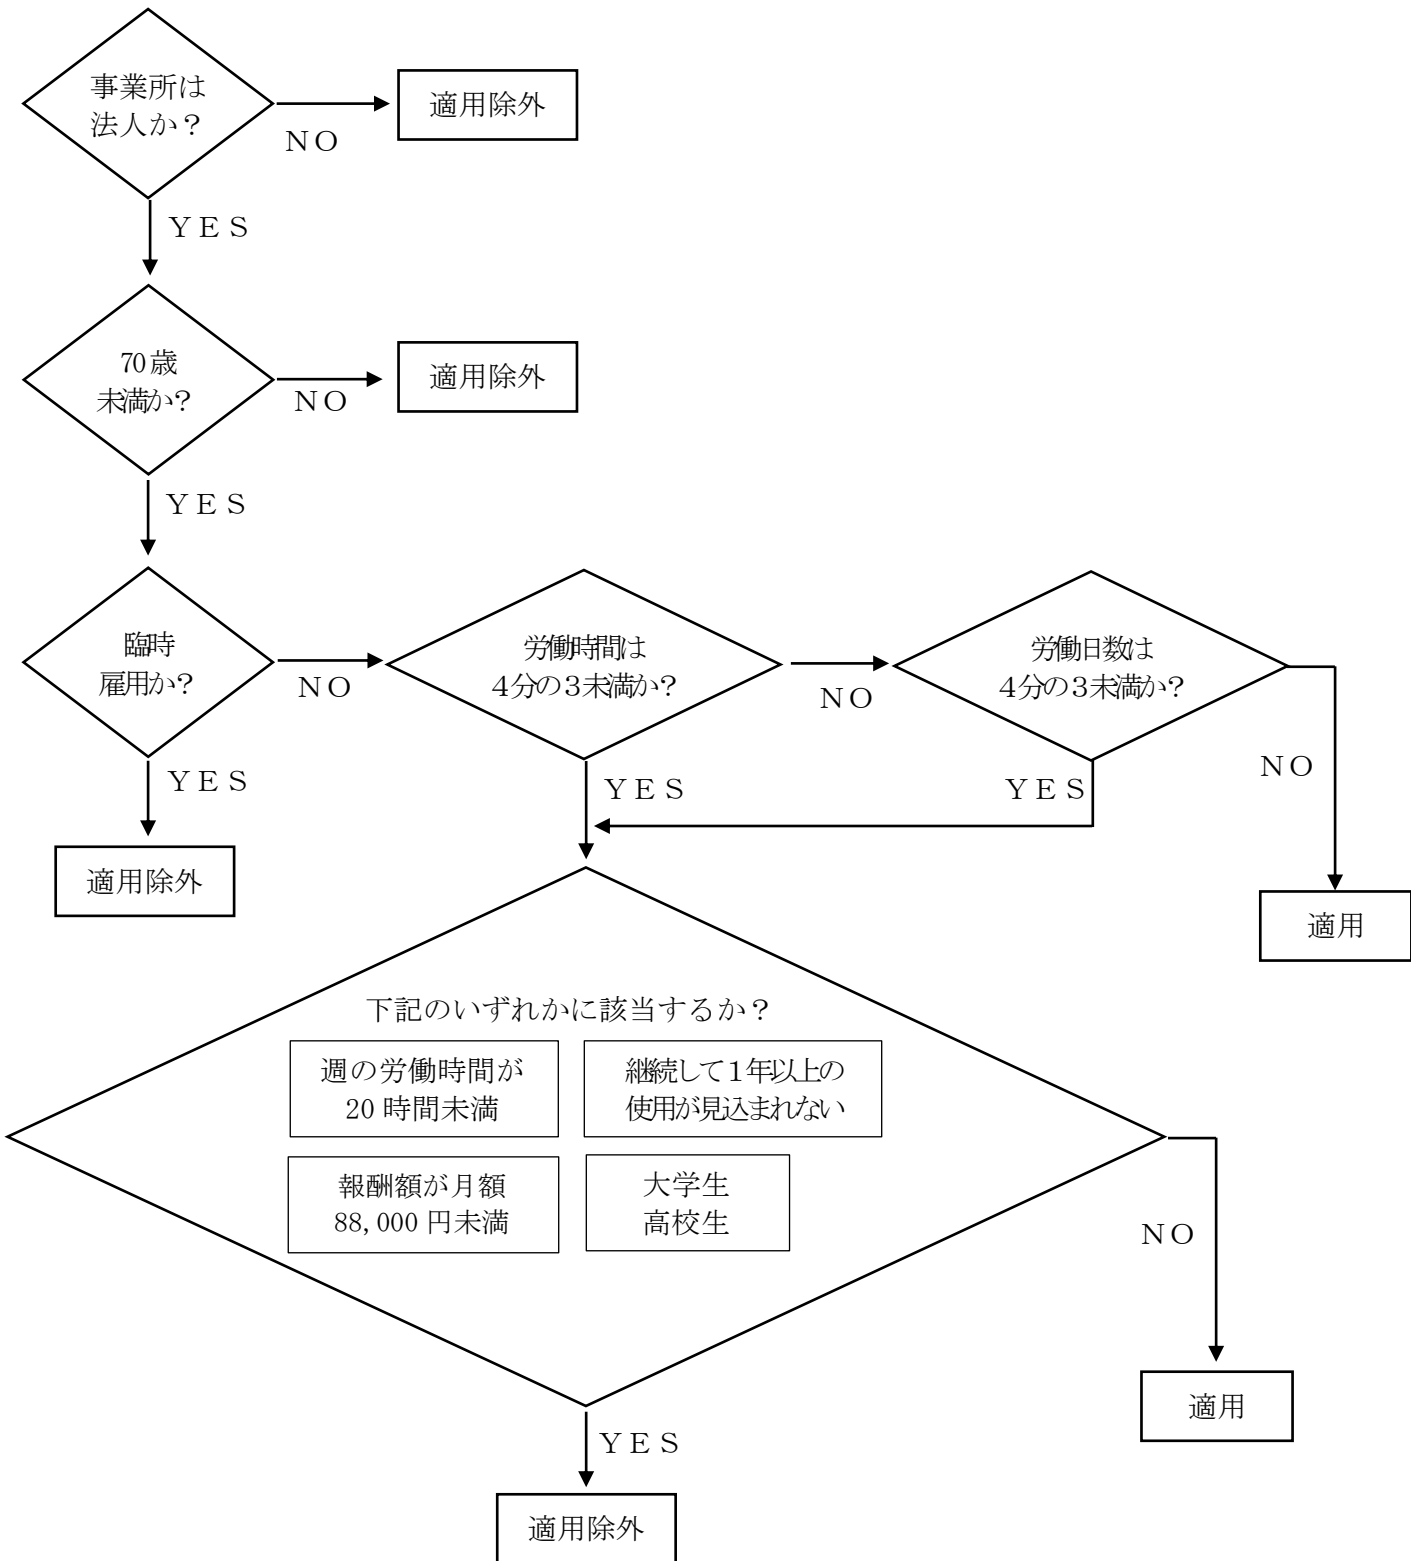 事業所は
法人か？
NO
適用除外
YES
70歳
未満か？
NO
適用除外
YES
臨時
雇用か？
NO
労働時間は
４分の３未満か？
NO
労働日数は
４分の３未満か？
NO
YES
YES
YES
適用除外
適用
下記のいずれかに該当するか？
週の労働時間が
20 時間未満
継続して１年以上の
使用が見込まれない
報酬額が月額
88,000 円未満
大学生
高校生
NO
適用
YES
適用除外